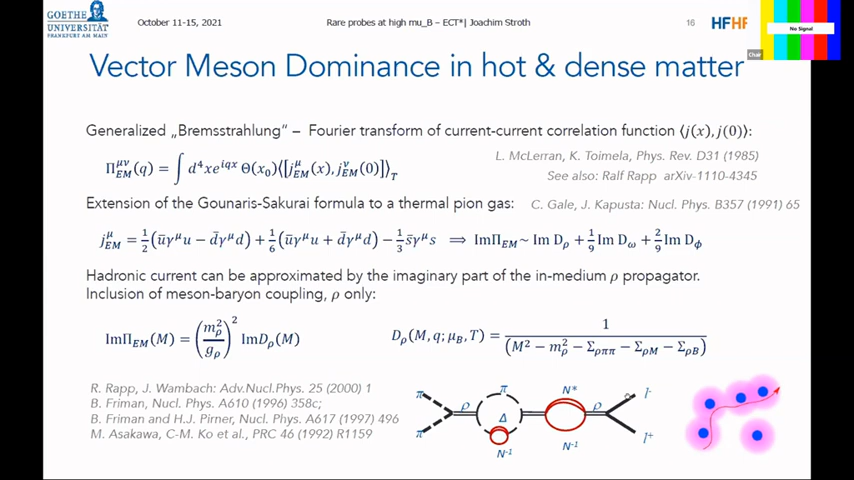 GOETHE
UNIVERSITÄT
FRANKFURT AM MAIN
October 11-15, 2021
Rare probes at high mu_B – ECT*| Joachim Stroth
16
HFHF
No Signal
Chair
Vector Meson Dominance in hot & dense matter
Generalized „Bremsstrahlung" – Fourier transform of current-current correlation function ⟨j(x), j(0)⟩:
Π^{μν}_{EM}(q) = ∫ d⁴x e^{iqx} Θ(x₀)⟨[j^μ_{EM}(x), j^ν_{EM}(0)]⟩_T
L. McLerran, K. Toimela, Phys. Rev. D31 (1985)
See also: Ralf Rapp arXiv-1110-4345
Extension of the Gounaris-Sakurai formula to a thermal pion gas:
C. Gale, J. Kapusta: Nucl. Phys. B357 (1991) 65
j^μ_{EM} = 1/2 (ūγ^μu − d̄γ^μd) + 1/6 (ūγ^μu + d̄γ^μd) − 1/3 s̄γ^μs ⟹ ImΠ_{EM} ~ Im D_ρ + 1/9 Im D_ω + 2/9 Im D_ϕ
Hadronic current can be approximated by the imaginary part of the in-medium ρ propagator.
Inclusion of meson-baryon coupling, ρ only:
ImΠ_{EM}(M) = (m²_ρ / g_ρ)² ImD_ρ(M)
D_ρ(M, q; μ_B, T) = 1 / (M² − m²_ρ − Σ_{ρππ} − Σ_{ρM} − Σ_{ρB})
R. Rapp, J. Wambach: Adv.Nucl.Phys. 25 (2000) 1
B. Friman, Nucl. Phys. A610 (1996) 358c;
B. Friman and H.J. Pirner, Nucl. Phys. A617 (1997) 496
M. Asakawa, C-M. Ko et al., PRC 46 (1992) R1159
π
π
ρ
π
Δ
N⁻¹
N*
N⁻¹
ρ
l⁻
l⁺